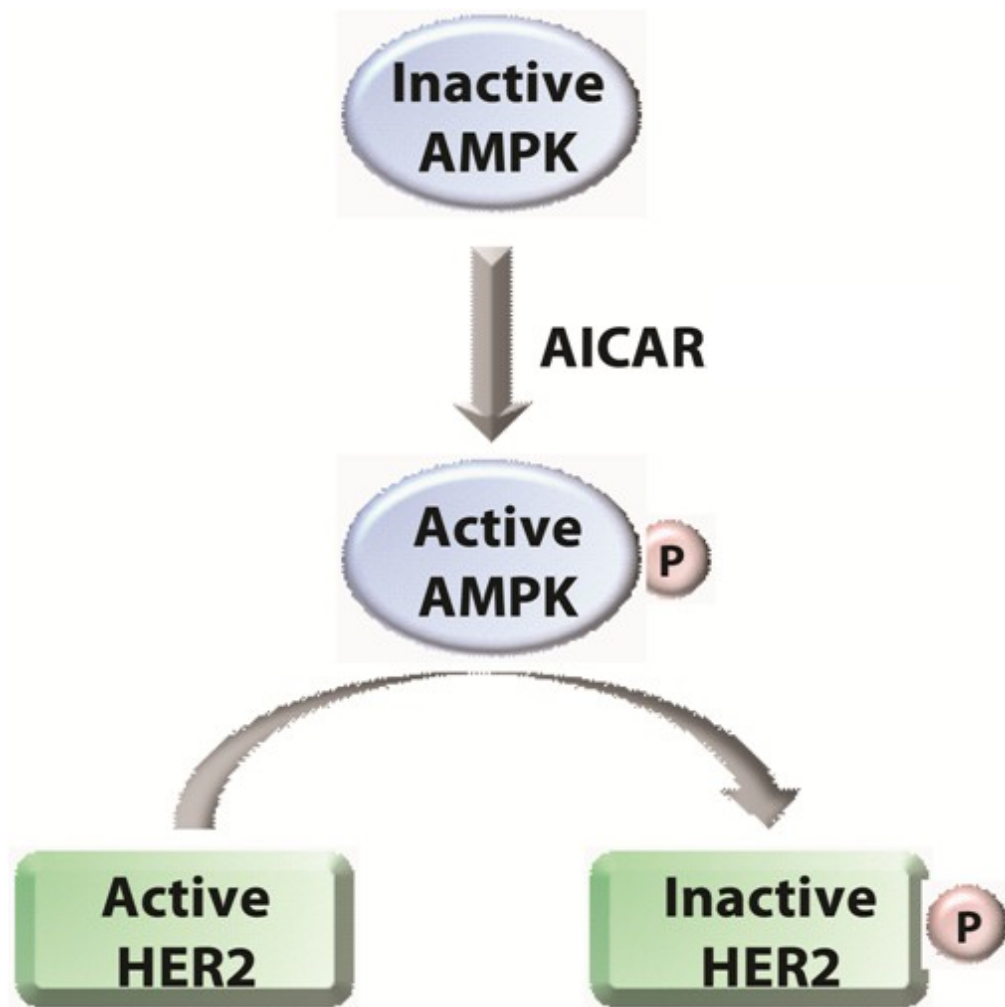 Inactive
AMPK
AICAR
Active
AMPK
P
Active
HER2
Inactive
HER2
P